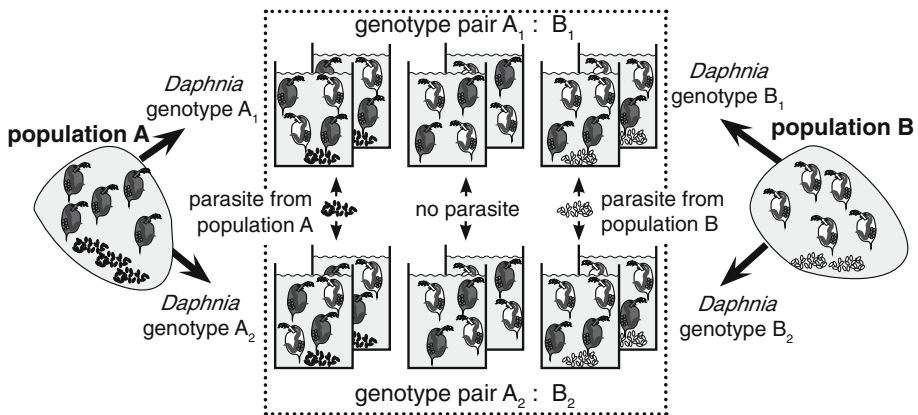 genotype pair A₁ : B₁
Daphnia
genotype A₁
population A
Daphnia
genotype B₁
population B
parasite from
population A
no parasite
parasite from
population B
Daphnia
genotype A₂
Daphnia
genotype B₂
genotype pair A₂ : B₂